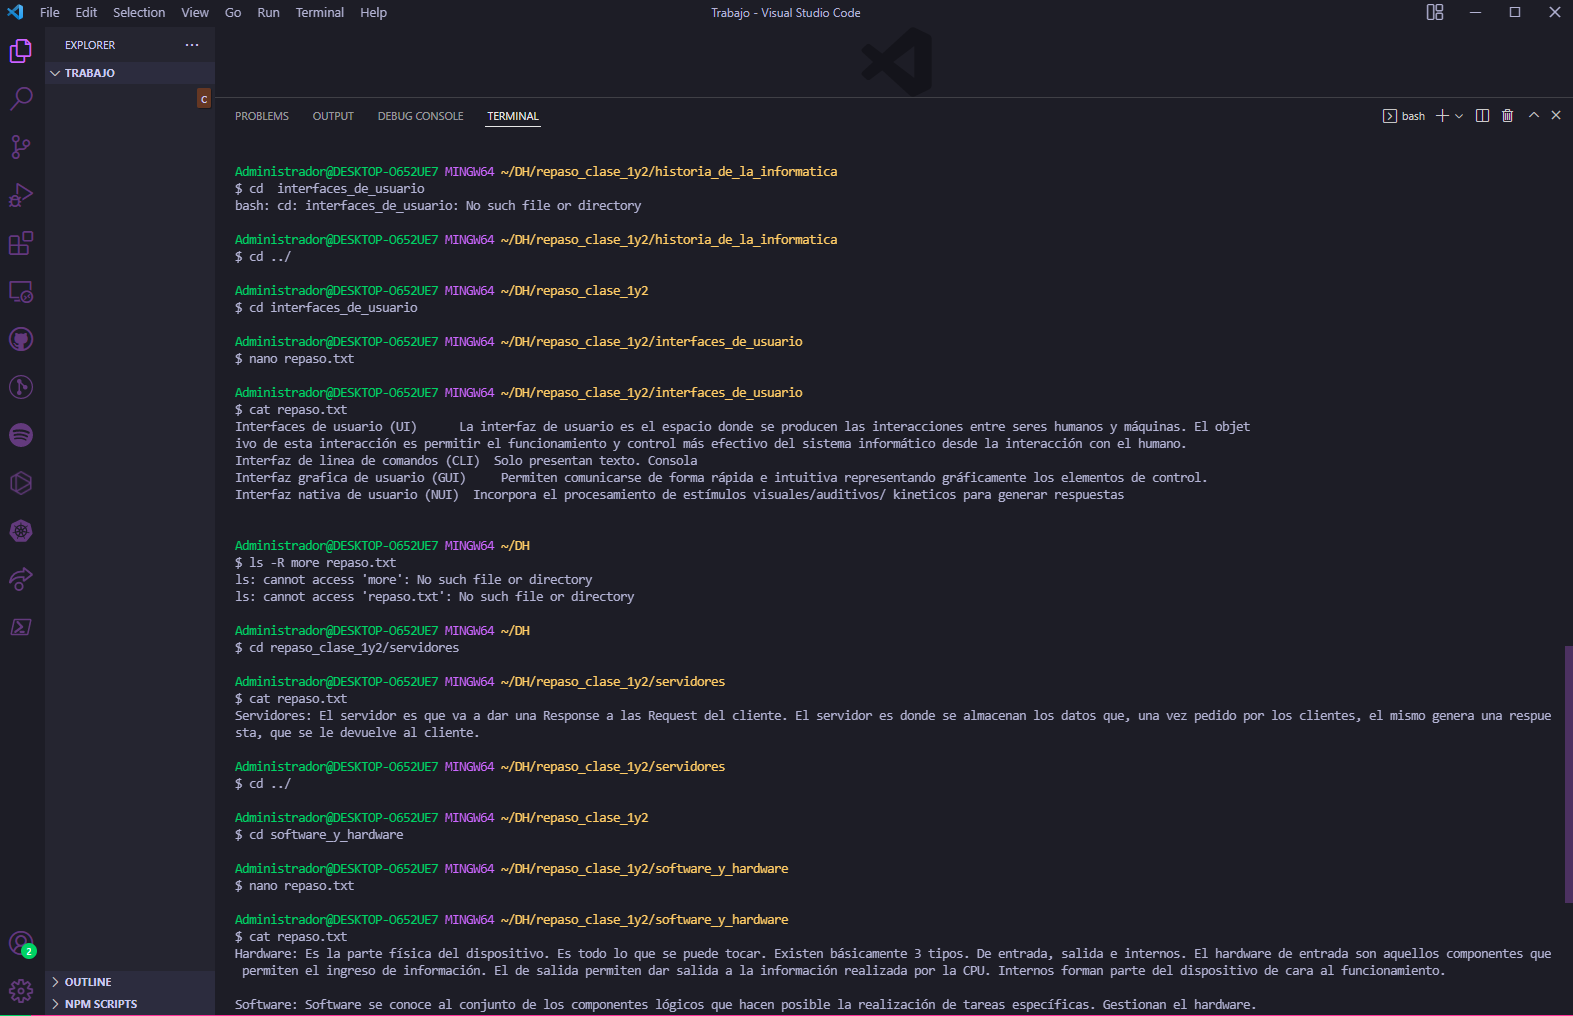 File Edit Selection View Go Run Terminal Help
Trabajo - Visual Studio Code
EXPLORER
TRABAJO
C
PROBLEMS OUTPUT DEBUG CONSOLE TERMINAL
bash
Administrador@DESKTOP-O652UE7 MINGW64 ~/DH/repaso_clase_1y2/historia_de_la_informatica
$ cd  interfaces_de_usuario
bash: cd: interfaces_de_usuario: No such file or directory
Administrador@DESKTOP-O652UE7 MINGW64 ~/DH/repaso_clase_1y2/historia_de_la_informatica
$ cd ../
Administrador@DESKTOP-O652UE7 MINGW64 ~/DH/repaso_clase_1y2
$ cd interfaces_de_usuario
Administrador@DESKTOP-O652UE7 MINGW64 ~/DH/repaso_clase_1y2/interfaces_de_usuario
$ nano repaso.txt
Administrador@DESKTOP-O652UE7 MINGW64 ~/DH/repaso_clase_1y2/interfaces_de_usuario
$ cat repaso.txt
Interfaces de usuario (UI)      La interfaz de usuario es el espacio donde se producen las interacciones entre seres humanos y máquinas. El objet
ivo de esta interacción es permitir el funcionamiento y control más efectivo del sistema informático desde la interacción con el humano.
Interfaz de linea de comandos (CLI)  Solo presentan texto. Consola
Interfaz grafica de usuario (GUI)     Permiten comunicarse de forma rápida e intuitiva representando gráficamente los elementos de control.
Interfaz nativa de usuario (NUI)  Incorpora el procesamiento de estímulos visuales/auditivos/ kineticos para generar respuestas
Administrador@DESKTOP-O652UE7 MINGW64 ~/DH
$ ls -R more repaso.txt
ls: cannot access 'more': No such file or directory
ls: cannot access 'repaso.txt': No such file or directory
Administrador@DESKTOP-O652UE7 MINGW64 ~/DH
$ cd repaso_clase_1y2/servidores
Administrador@DESKTOP-O652UE7 MINGW64 ~/DH/repaso_clase_1y2/servidores
$ cat repaso.txt
Servidores: El servidor es que va a dar una Response a las Request del cliente. El servidor es donde se almacenan los datos que, una vez pedido por los clientes, el mismo genera una respue
sta, que se le devuelve al cliente.
Administrador@DESKTOP-O652UE7 MINGW64 ~/DH/repaso_clase_1y2/servidores
$ cd ../
Administrador@DESKTOP-O652UE7 MINGW64 ~/DH/repaso_clase_1y2
$ cd software_y_hardware
Administrador@DESKTOP-O652UE7 MINGW64 ~/DH/repaso_clase_1y2/software_y_hardware
$ nano repaso.txt
Administrador@DESKTOP-O652UE7 MINGW64 ~/DH/repaso_clase_1y2/software_y_hardware
$ cat repaso.txt
Hardware: Es la parte física del dispositivo. Es todo lo que se puede tocar. Existen básicamente 3 tipos. De entrada, salida e internos. El hardware de entrada son aquellos componentes que
 permiten el ingreso de información. El de salida permiten dar salida a la información realizada por la CPU. Internos forman parte del dispositivo de cara al funcionamiento.
Software: Software se conoce al conjunto de los componentes lógicos que hacen posible la realización de tareas específicas. Gestionan el hardware.
2
OUTLINE
NPM SCRIPTS